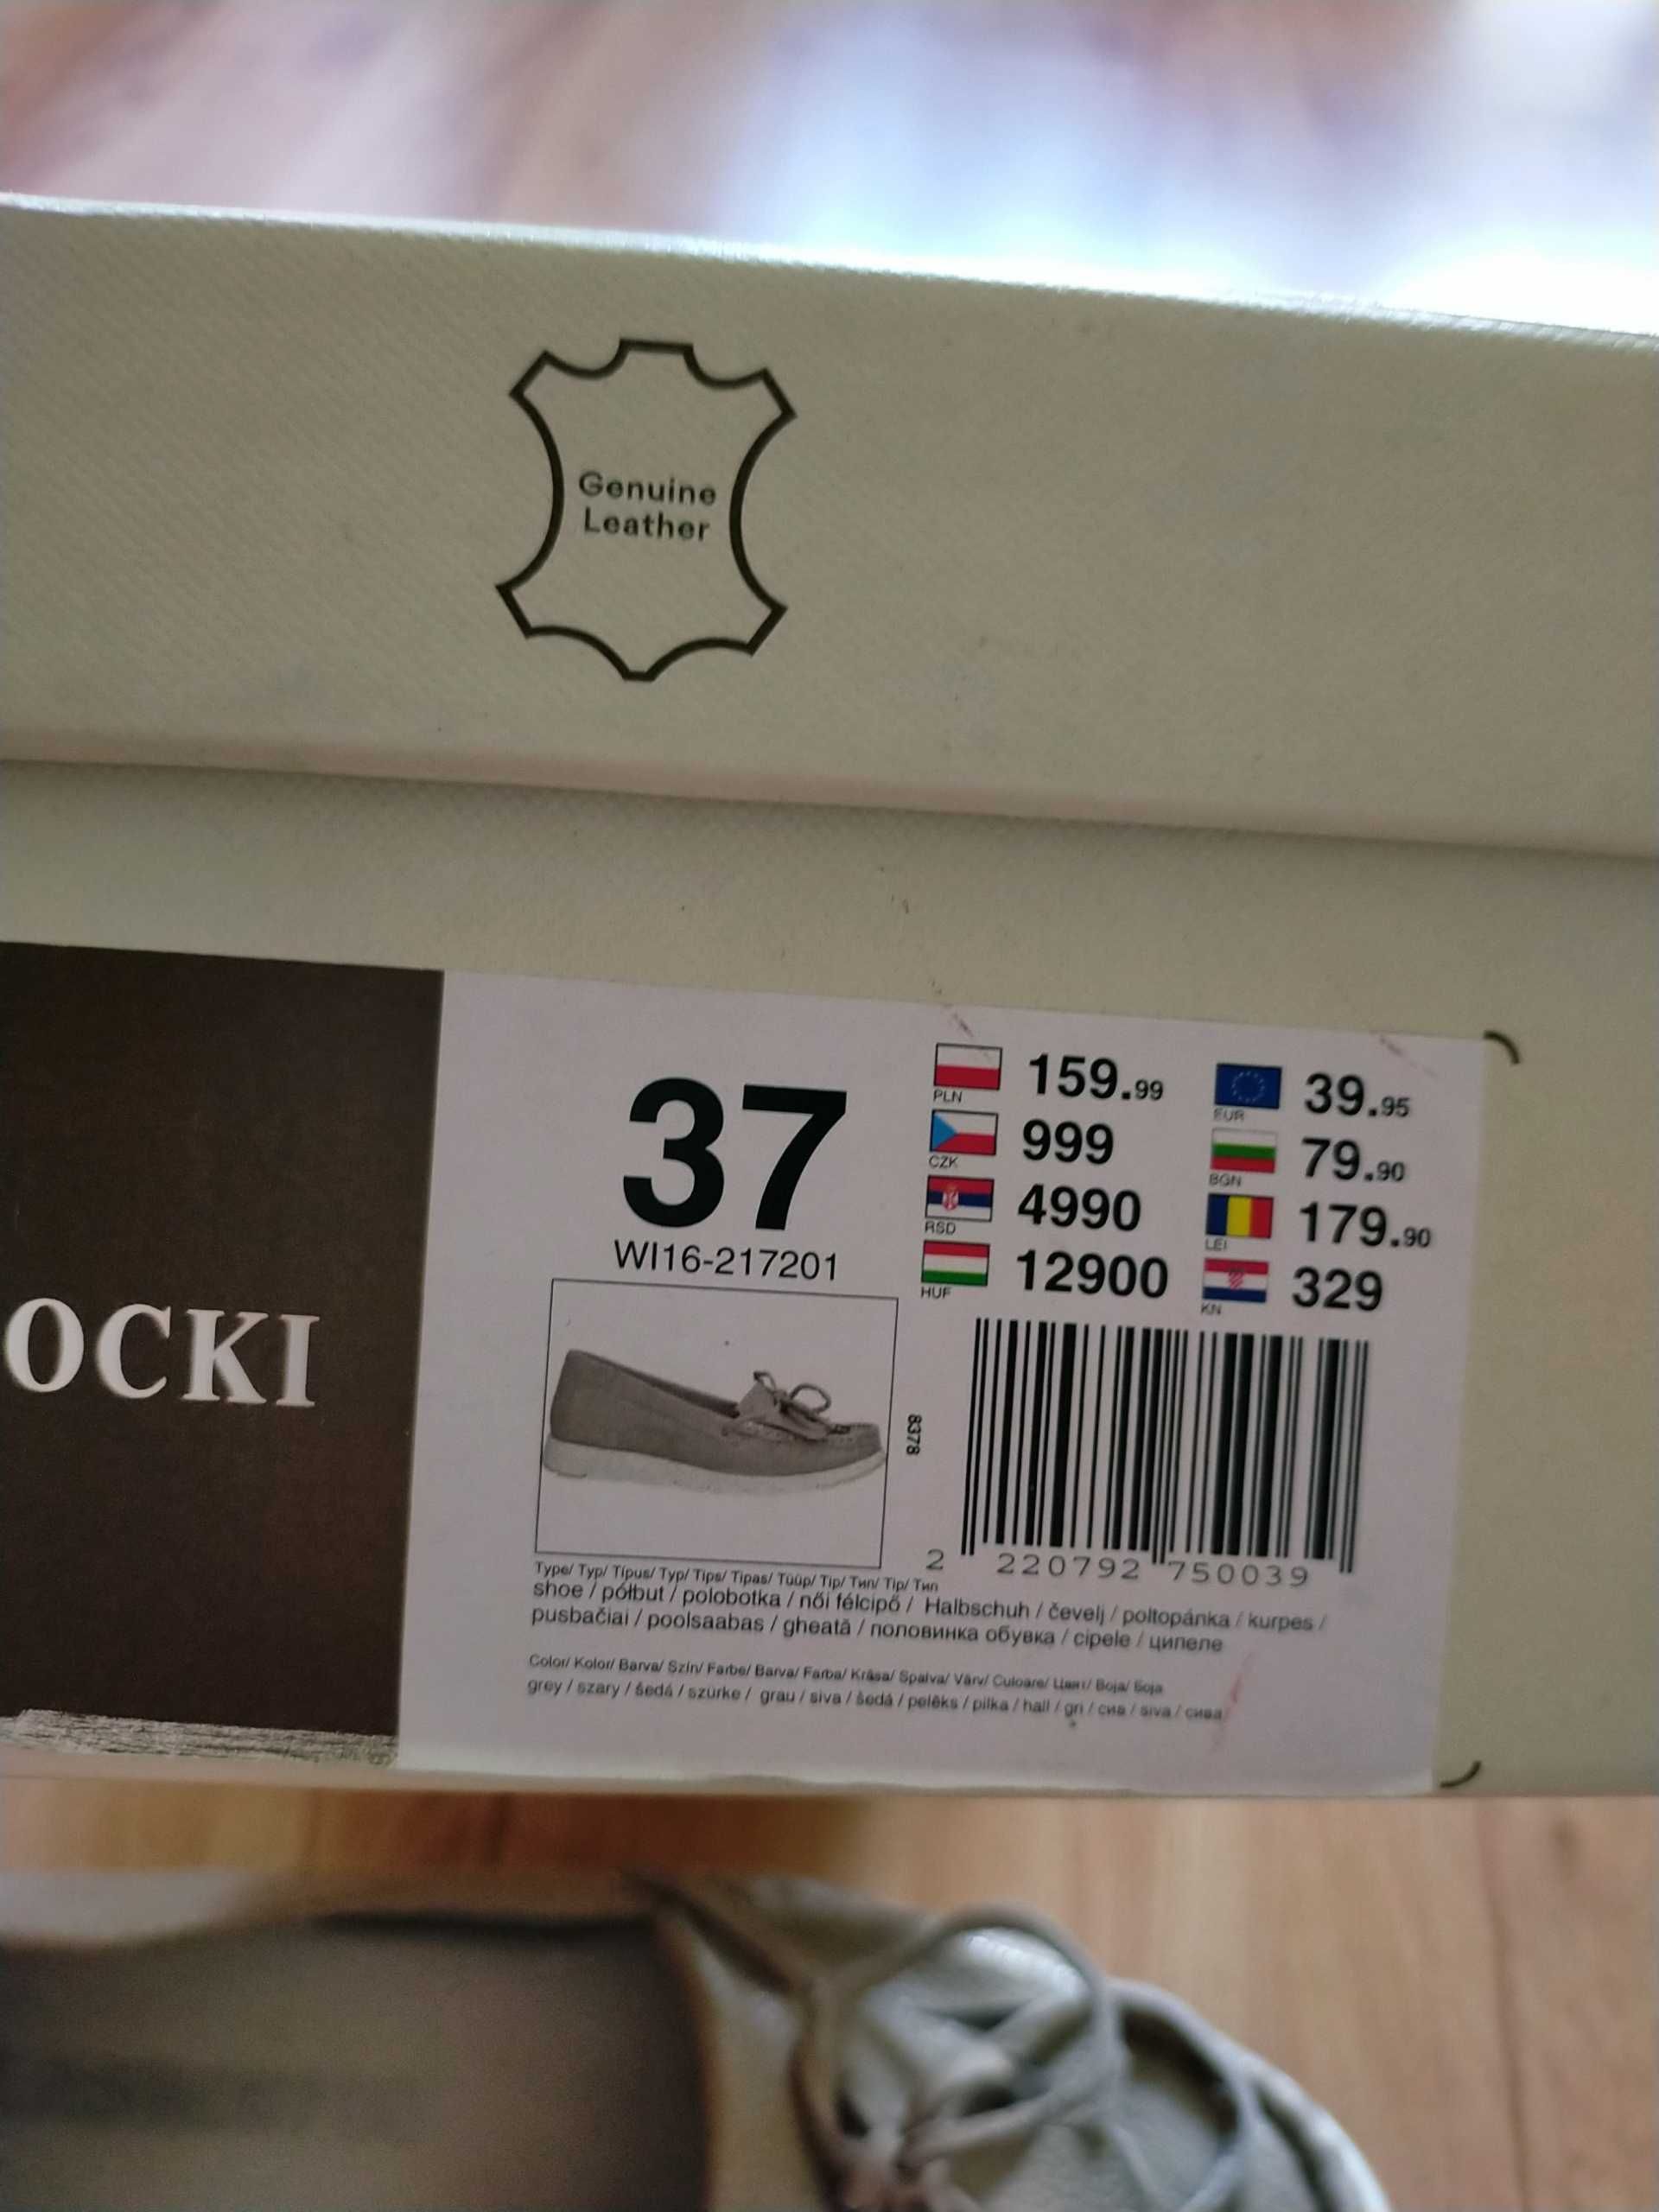 Genuine
Leather
OCKI
37
WI16-217201
PLN 159.99
CZK 999
RSD 4990
HUF 12900
EUR 39.95
BGN 79.90
LEI 179.90
KN 329
8378
2 220792 750039
Type/ Typ/ Típus/ Typ/ Tips/ Tipas/ Tüüp/ Tip/ Тип/ Tip/ Тип
shoe / półbut / polobotka / női félcipő / Halbschuh / čevelj / poltopánka / kurpes /
pusbačiai / poolsaabas / gheată / половинка обувка / cipele / ципеле
Color/ Kolor/ Barva/ Szín/ Farbe/ Barva/ Farba/ Krāsa/ Spalva/ Värv/ Culoare/ Цвят/ Boja/ Боја
grey / szary / šedá / szürke / grau / siva / šedá / pelēks / pilka / hall / gri / сив / siva / сива